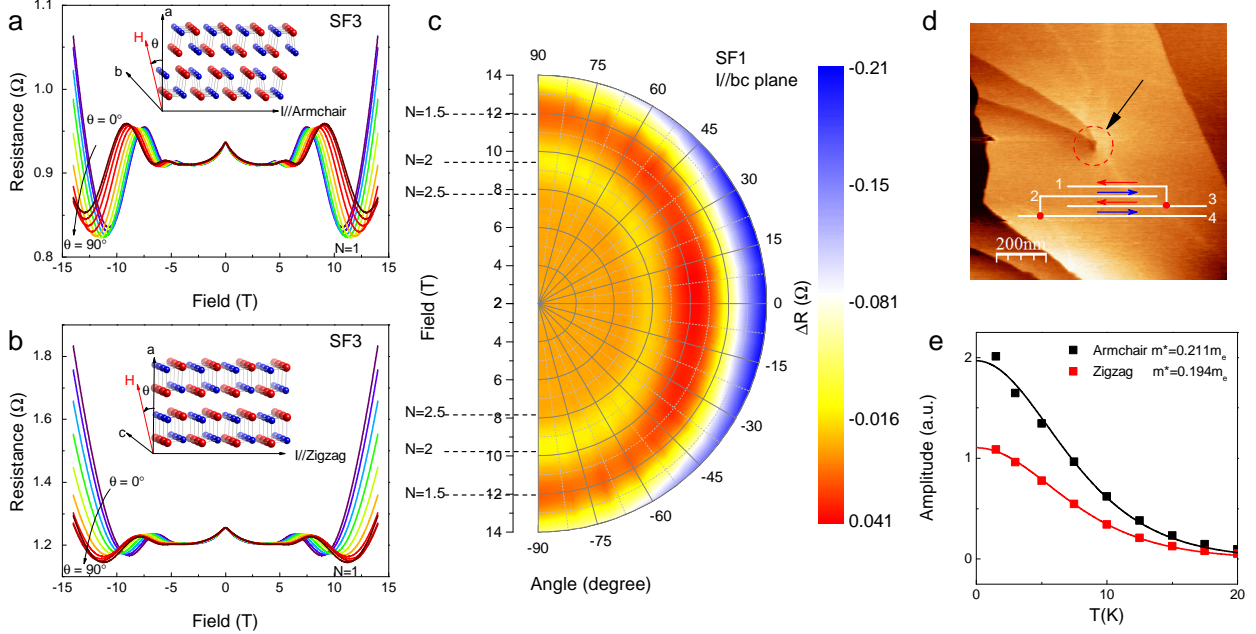 a
SF3
Resistance (Ω)
1.1
1.0
0.9
0.8
a
H
θ
b
I//Armchair
θ = 0°
θ = 90°
N=1
-15 -10 -5 0 5 10 15
Field (T)
b
SF3
Resistance (Ω)
1.8
1.6
1.4
1.2
a
H
θ
c
I//Zigzag
θ = 0°
θ = 90°
N=1
-15 -10 -5 0 5 10 15
Field (T)
c
SF1
I//bc plane
N=1.5
N=2
N=2.5
N=2.5
N=2
N=1.5
Field (T)
14
12
10
8
6
4
2
4
6
8
10
12
14
90
75
60
45
30
15
0
-15
-30
-45
-60
-75
-90
Angle (degree)
ΔR (Ω)
-0.21
-0.15
-0.081
-0.016
0.041
d
1
2
3
4
200nm
e
Amplitude (a.u.)
2
1
0
Armchair m*=0.211mₑ
Zigzag m*=0.194mₑ
0 5 10 15 20
T(K)